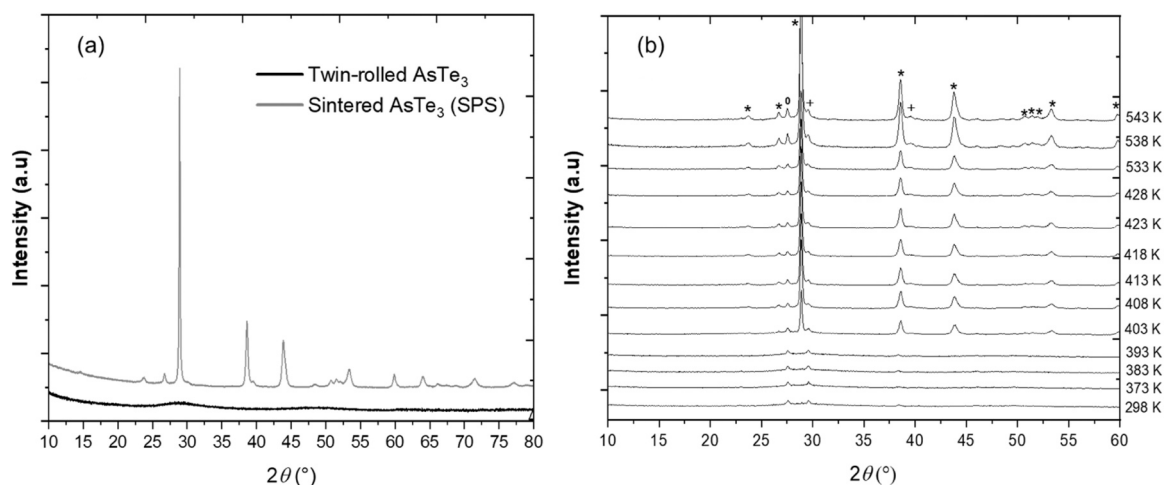 (a)
Twin-rolled AsTe3
Sintered AsTe3 (SPS)
Intensity (a.u)
10 15 20 25 30 35 40 45 50 55 60 65 70 75 80
2θ (°)
(b)
* * * 0 + * + * * * * * *
543 K
538 K
533 K
428 K
423 K
418 K
413 K
408 K
403 K
393 K
383 K
373 K
298 K
Intensity (a.u)
10 15 20 25 30 35 40 45 50 55 60
2θ (°)